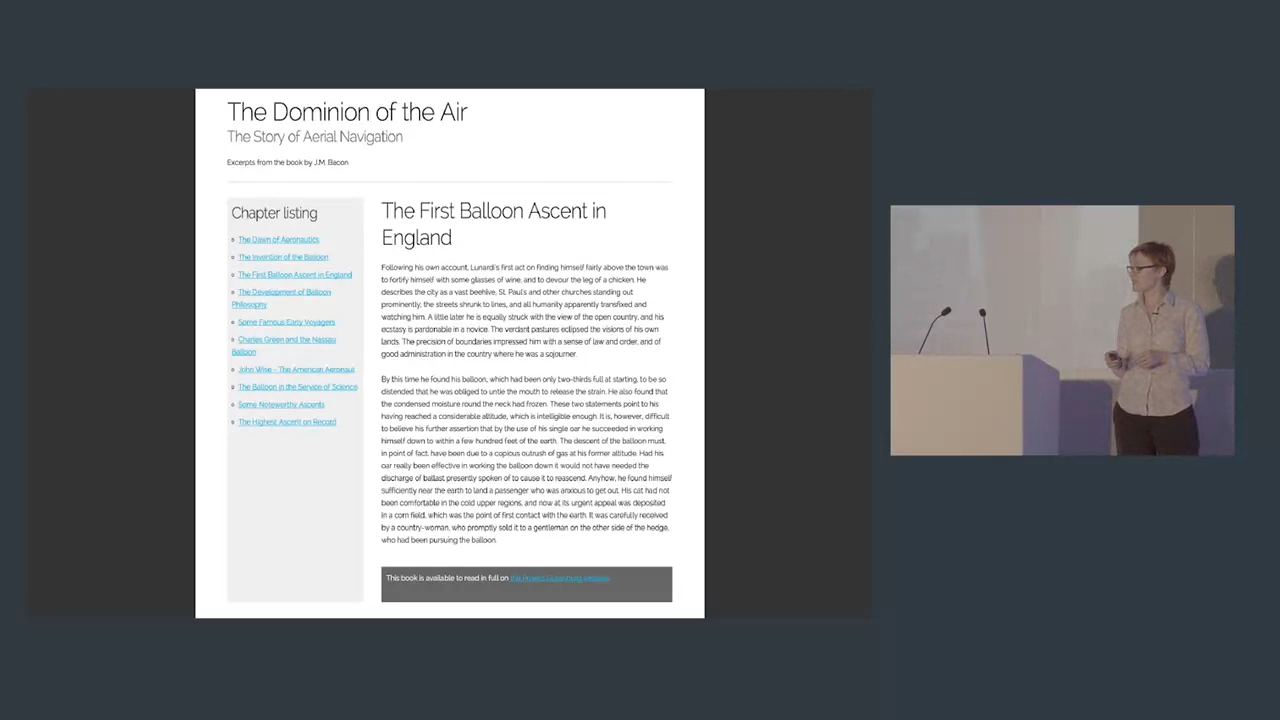 The Dominion of the Air
The Story of Aerial Navigation
Excerpts from the book by J.M. Bacon
Chapter listing
The Dawn of Aeronautics
The Invention of the Balloon
The First Balloon Ascent in England
The Development of Balloon
Philosophy
Some Famous Early Voyagers
Charles Green and the Nassau
Balloon
John Wise - The American Aeronaut
The Balloon in the Service of Science
Some Noteworthy Ascents
The Highest Ascent on Record
The First Balloon Ascent in
England
Following his own account, Lunardi's first act on finding himself fairly above the town was
to fortify himself with some glasses of wine, and to devour the leg of a chicken. He
describes the city as a vast beehive, St. Paul's and other churches standing out
prominently; the streets shrunk to lines, and all humanity apparently transfixed and
watching him. A little later he is equally struck with the view of the open country, and his
ecstasy is pardonable in a novice. The verdant pastures eclipsed the visions of his own
lands. The precision of boundaries impressed him with a sense of law and order, and of
good administration in the country where he was a sojourner.
By this time he found his balloon, which had been only two-thirds full at starting, to be so
distended that he was obliged to untie the mouth to release the strain. He also found that
the condensed moisture round the neck had frozen. These two statements point to his
having reached a considerable altitude, which is intelligible enough. It is, however, difficult
to believe his further assertion that by the use of his single oar he succeeded in working
himself down to within a few hundred feet of the earth. The descent of the balloon must,
in point of fact, have been due to a copious outrush of gas at his former altitude. Had his
oar really been effective in working the balloon down it would not have needed the
discharge of ballast presently spoken of to cause it to reascend. Anyhow, he found himself
sufficiently near the earth to land a passenger who was anxious to get out. His cat had not
been comfortable in the cold upper regions, and now at its urgent appeal was deposited
in a corn field, which was the point of first contact with the earth. It was carefully received
by a country-woman, who promptly sold it to a gentleman on the other side of the hedge,
who had been pursuing the balloon.
This book is available to read in full on the Project Gutenburg website.